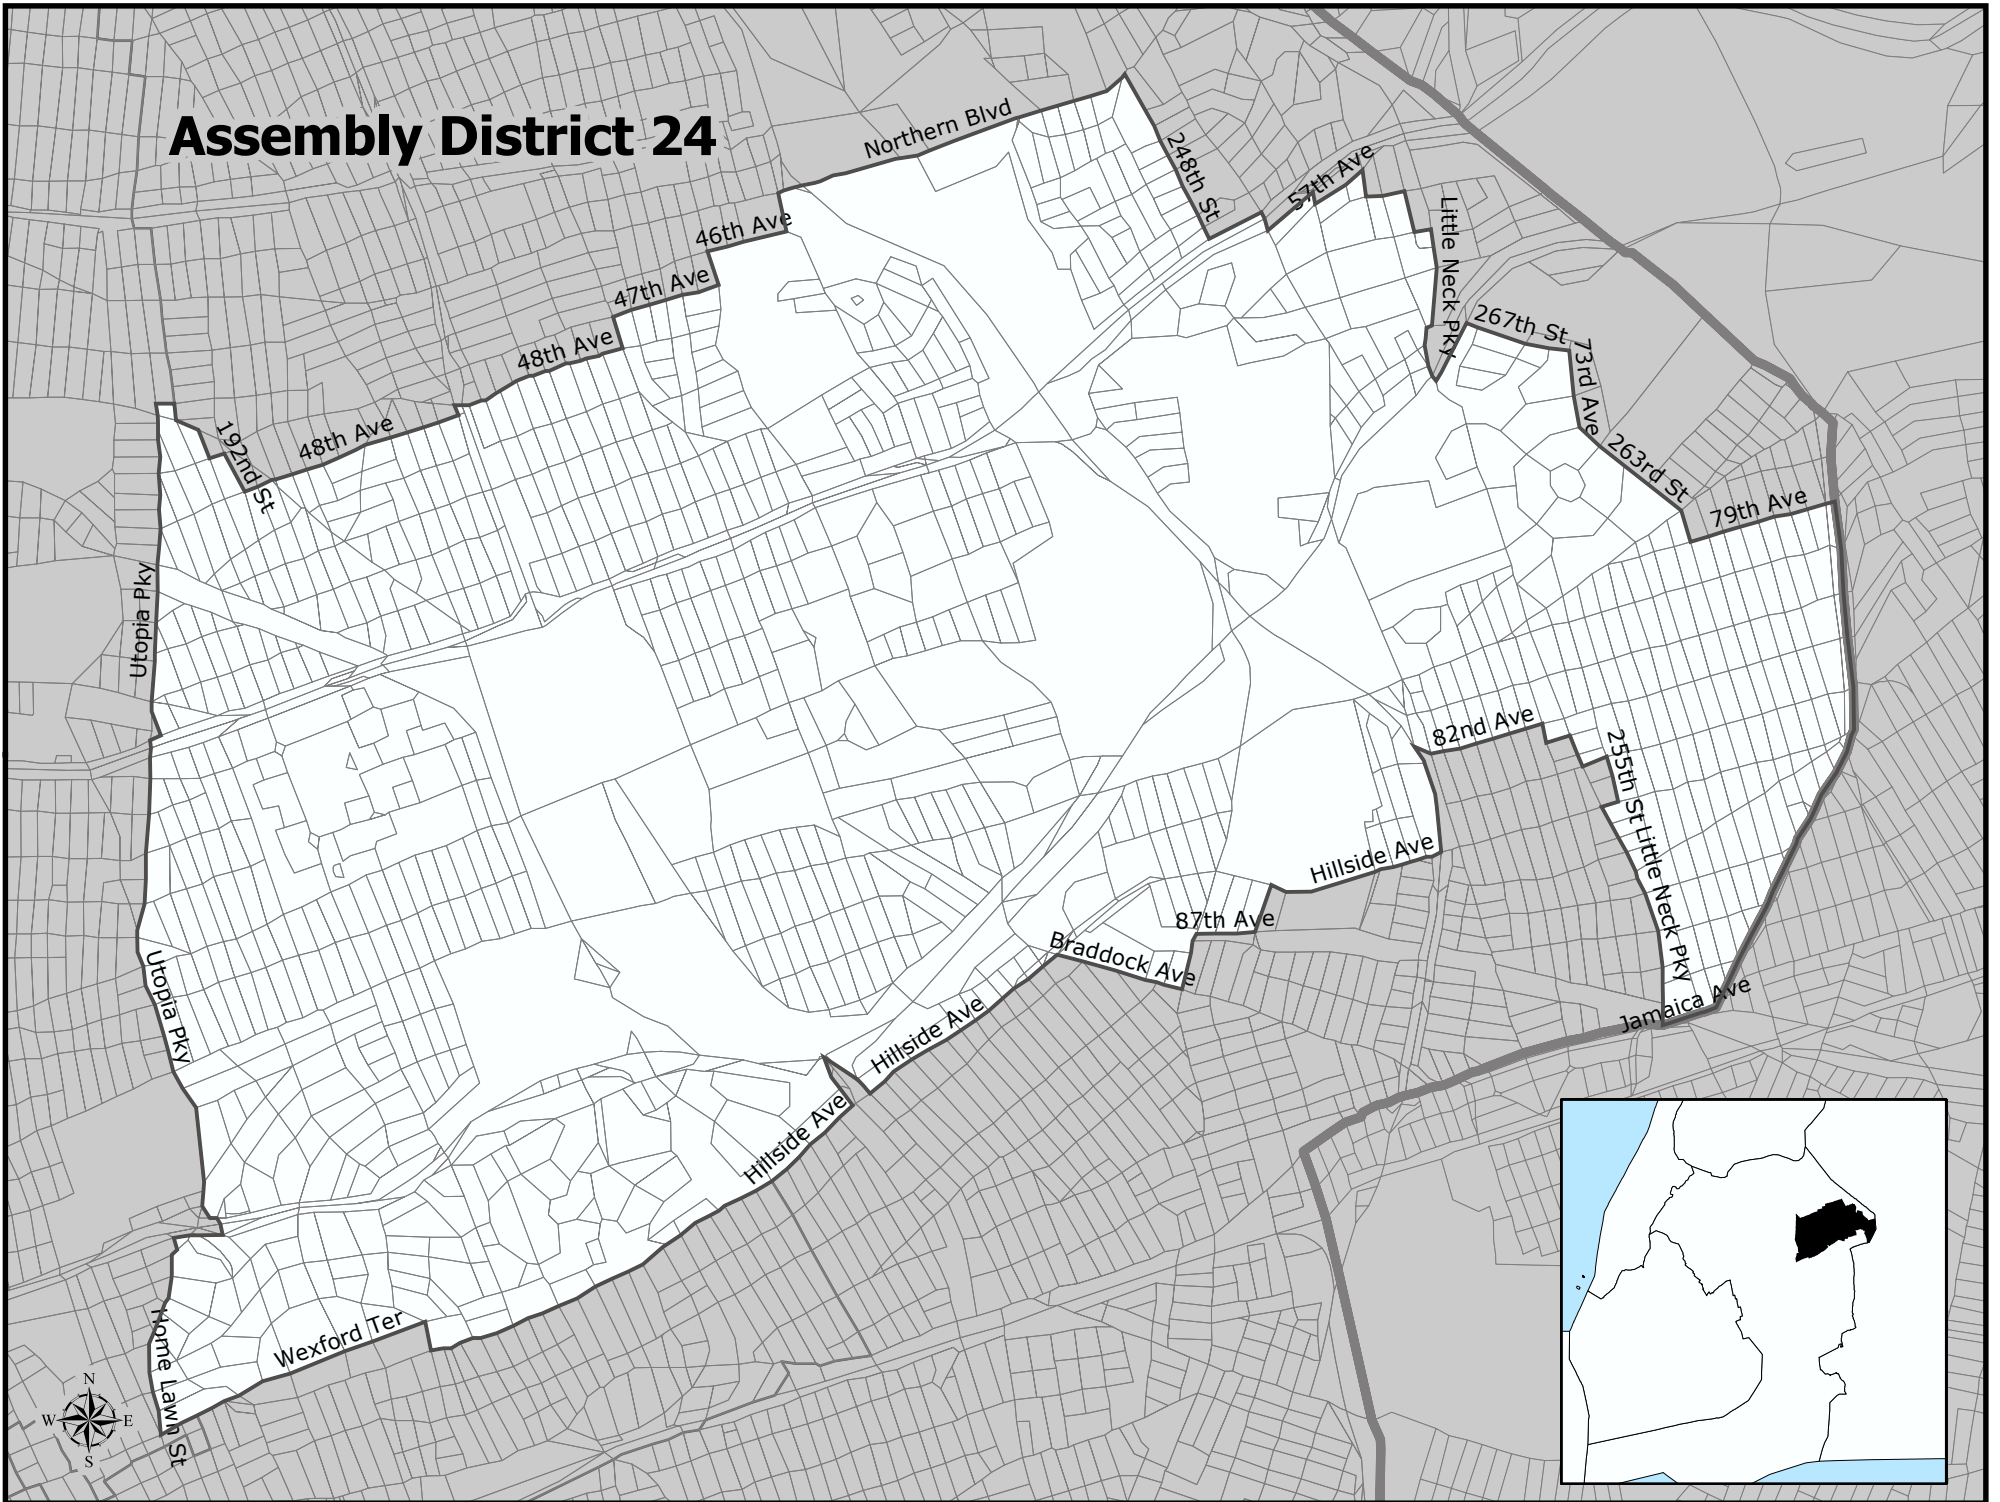 Assembly District 24
Northern Blvd
248th St
57th Ave
46th Ave
Little Neck Pky
47th Ave
267th St
48th Ave
73rd Ave
192nd St
48th Ave
263rd St
79th Ave
Utopia Pky
82nd Ave
255th St
Little Neck Pky
Hillside Ave
87th Ave
Braddock Ave
Utopia Pky
Hillside Ave
Jamaica Ave
Hillside Ave
Home Lawn St
Wexford Ter
N
W E
S